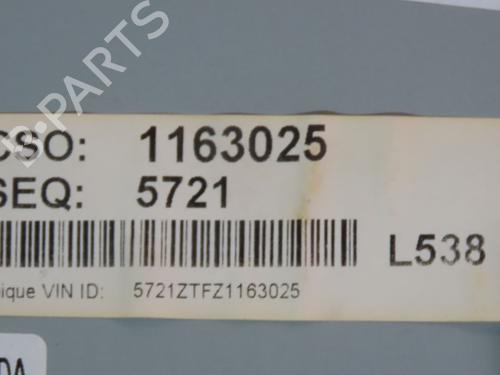 B-PARTS
CSO: 1163025
SEQ: 5721
L538
ique VIN ID: 5721ZTFZ1163025
DA